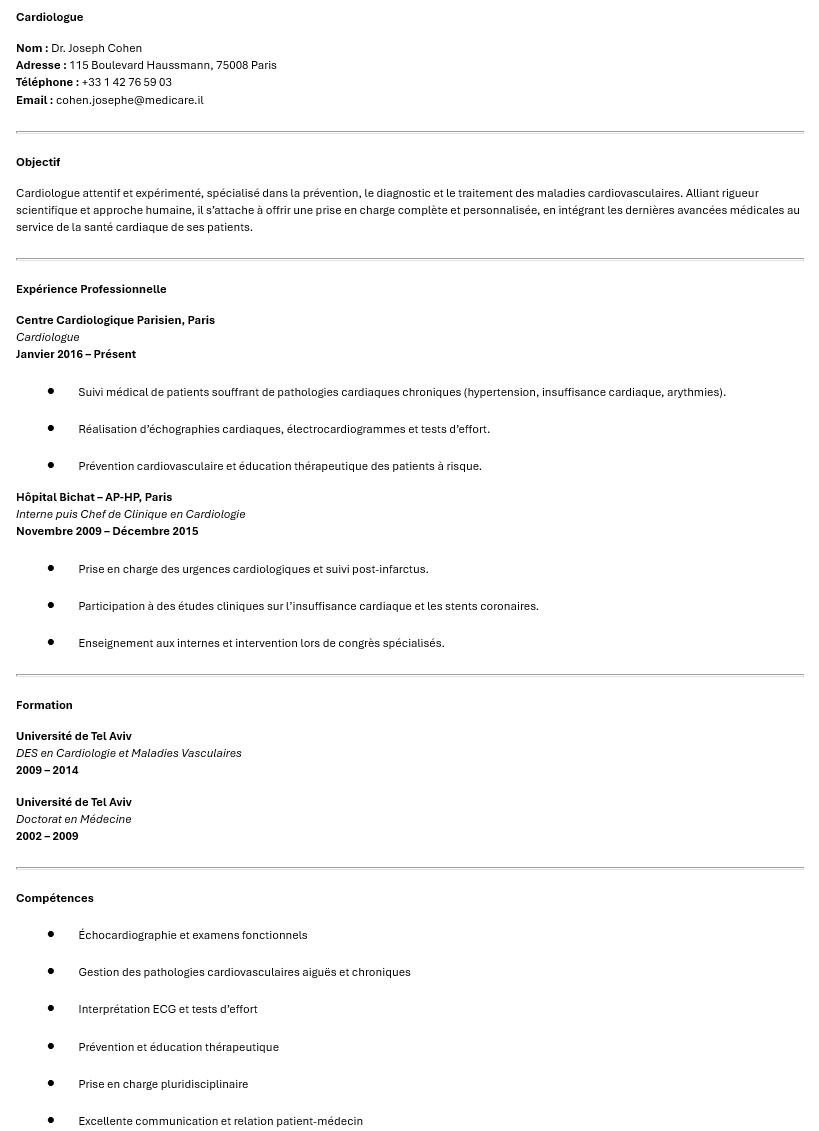 Cardiologue
Nom : Dr. Joseph Cohen
Adresse : 115 Boulevard Haussmann, 75008 Paris
Téléphone : +33 1 42 76 59 03
Email : cohen.josephe@medicare.il
Objectif
Cardiologue attentif et expérimenté, spécialisé dans la prévention, le diagnostic et le traitement des maladies cardiovasculaires. Alliant rigueur
scientifique et approche humaine, il s’attache à offrir une prise en charge complète et personnalisée, en intégrant les dernières avancées médicales au
service de la santé cardiaque de ses patients.
Expérience Professionnelle
Centre Cardiologique Parisien, Paris
Cardiologue
Janvier 2016 – Présent
● Suivi médical de patients souffrant de pathologies cardiaques chroniques (hypertension, insuffisance cardiaque, arythmies).
● Réalisation d’échographies cardiaques, électrocardiogrammes et tests d’effort.
● Prévention cardiovasculaire et éducation thérapeutique des patients à risque.
Hôpital Bichat – AP-HP, Paris
Interne puis Chef de Clinique en Cardiologie
Novembre 2009 – Décembre 2015
● Prise en charge des urgences cardiologiques et suivi post-infarctus.
● Participation à des études cliniques sur l’insuffisance cardiaque et les stents coronaires.
● Enseignement aux internes et intervention lors de congrès spécialisés.
Formation
Université de Tel Aviv
DES en Cardiologie et Maladies Vasculaires
2009 – 2014
Université de Tel Aviv
Doctorat en Médecine
2002 – 2009
Compétences
● Échocardiographie et examens fonctionnels
● Gestion des pathologies cardiovasculaires aiguës et chroniques
● Interprétation ECG et tests d’effort
● Prévention et éducation thérapeutique
● Prise en charge pluridisciplinaire
● Excellente communication et relation patient-médecin